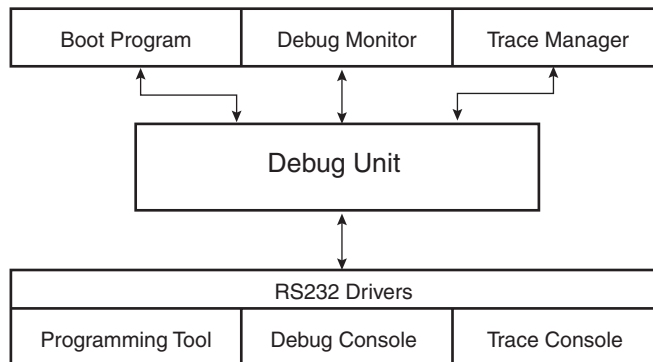 Boot Program
Debug Monitor
Trace Manager
Debug Unit
RS232 Drivers
Programming Tool
Debug Console
Trace Console